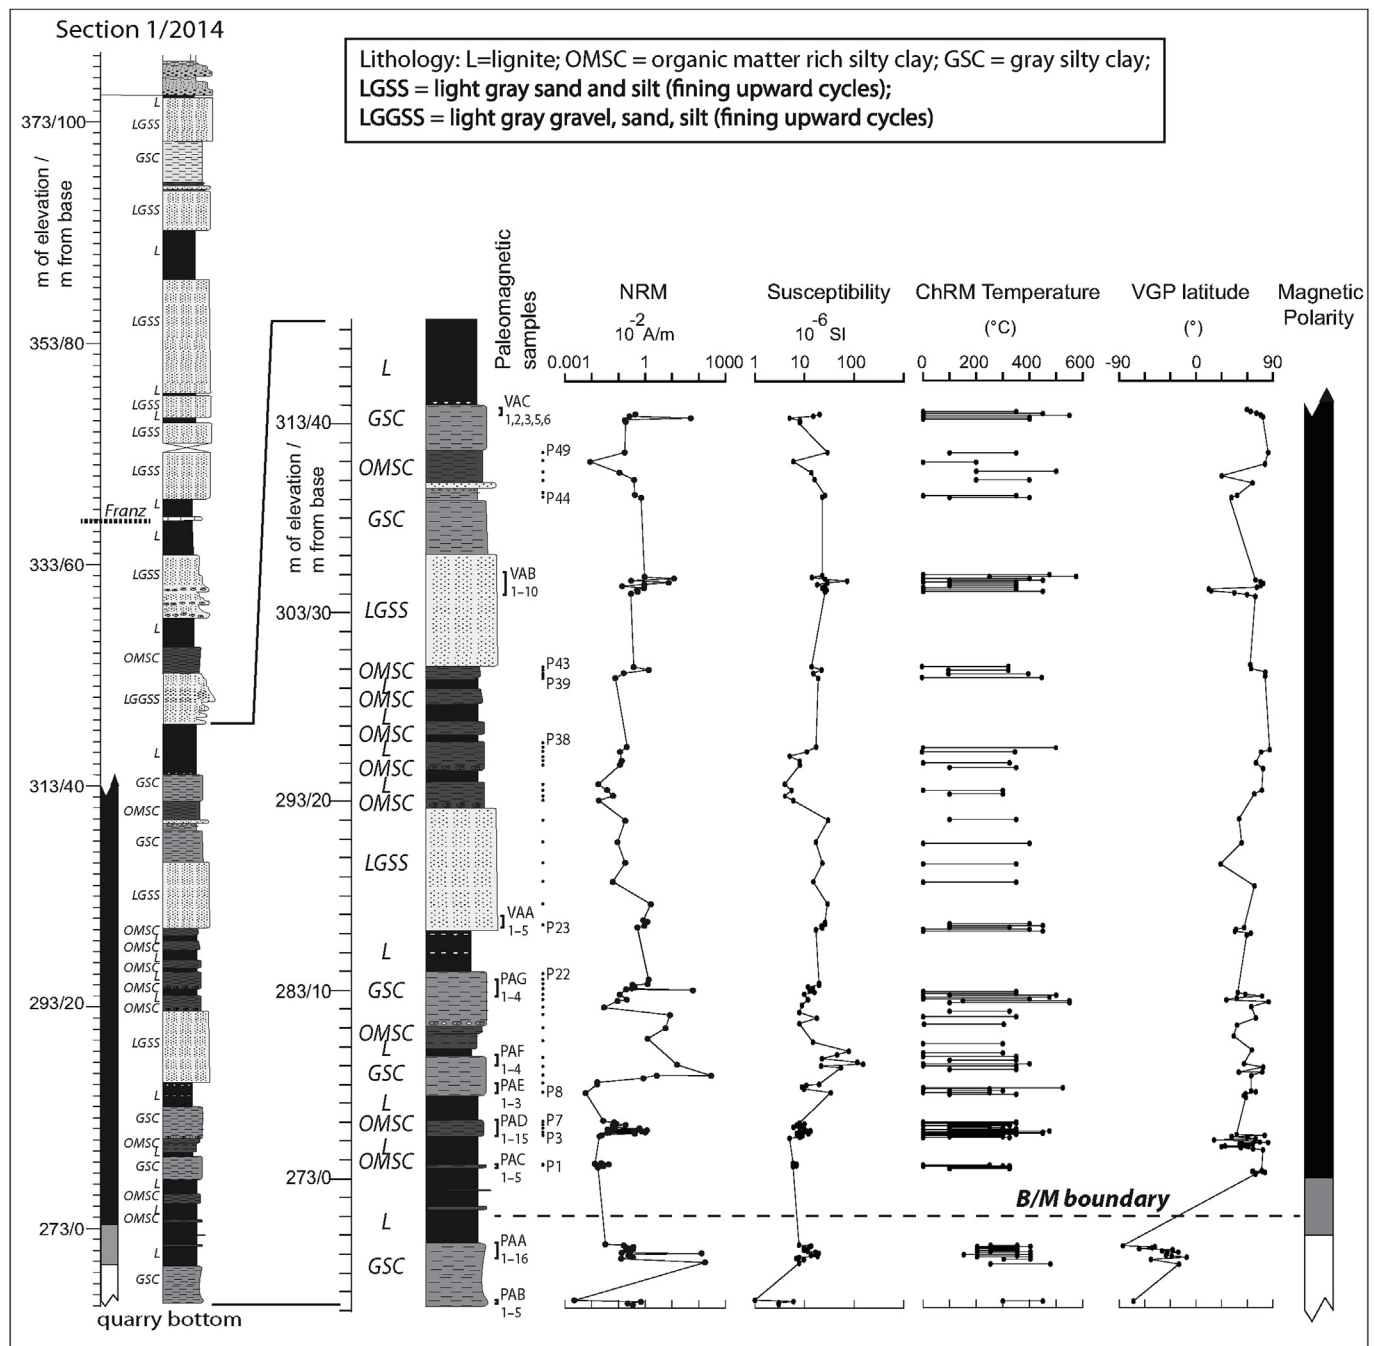 Section 1/2014
Lithology: L=lignite; OMSC = organic matter rich silty clay; GSC = gray silty clay;
LGSS = light gray sand and silt (fining upward cycles);
LGGSS = light gray gravel, sand, silt (fining upward cycles)
m of elevation /
m from base
373/100
353/80
333/60
313/40
293/20
273/0
L
LGSS
GSC
LGSS
L
LGSS
L
LGSS
L
LGSS
LGSS
L
Franz
L
LGSS
L
OMSC
LGGSS
L
GSC
OMSC
GSC
LGSS
OMSC
L
OMSC
L
OMSC
L
OMSC
L
OMSC
LGSS
L
GSC
OMSC
L
GSC
L
OMSC
L
OMSC
L
GSC
quarry bottom
m of elevation /
m from base
313/40
303/30
293/20
283/10
273/0
L
GSC
OMSC
GSC
LGSS
OMSC
L
OMSC
L
OMSC
L
OMSC
L
OMSC
LGSS
L
GSC
OMSC
L
GSC
L
OMSC
L
OMSC
L
GSC
Paleomagnetic
samples
VAC
1,2,3,5,6
P49
P44
VAB
1–10
P43
P39
P38
VAA
1–5
P23
P22
PAG
1–4
PAF
1–4
PAE
1–3
P8
PAD
1–15
P7
P3
PAC
1–5
P1
PAA
1–16
PAB
1–5
NRM
10-2 A/m
0.001 1 1000
Susceptibility
10-6 SI
1 10 100
ChRM Temperature
(°C)
0 200 400 600
VGP latitude
(°)
-90 0 90
Magnetic
Polarity
B/M boundary